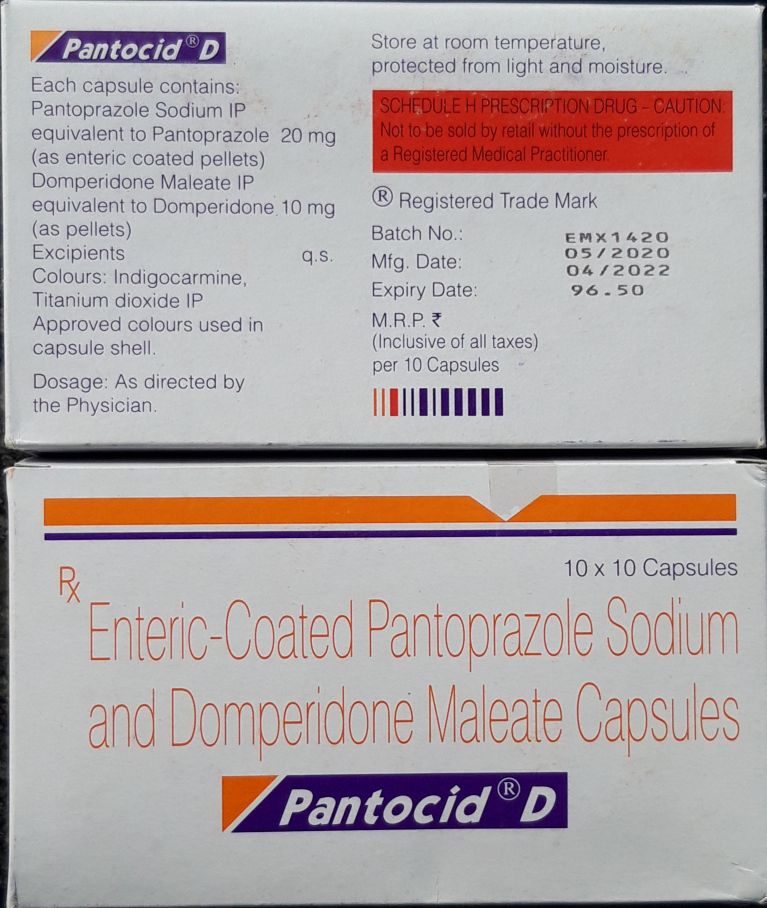 Pantocid ® D
Each capsule contains:
Pantoprazole Sodium IP
equivalent to Pantoprazole 20 mg
(as enteric coated pellets)
Domperidone Maleate IP
equivalent to Domperidone 10 mg
(as pellets)
Excipients q.s.
Colours: Indigocarmine,
Titanium dioxide IP
Approved colours used in
capsule shell.
Dosage: As directed by
the Physician.
Store at room temperature,
protected from light and moisture.
SCHEDULE H PRESCRIPTION DRUG – CAUTION:
Not to be sold by retail without the prescription of
a Registered Medical Practitioner.
® Registered Trade Mark
Batch No.: EMX1420
Mfg. Date: 05/2020
Expiry Date: 04/2022
M.R.P. ₹ 96.50
(Inclusive of all taxes)
per 10 Capsules
10 x 10 Capsules
Rx
Enteric-Coated Pantoprazole Sodium
and Domperidone Maleate Capsules
Pantocid ® D